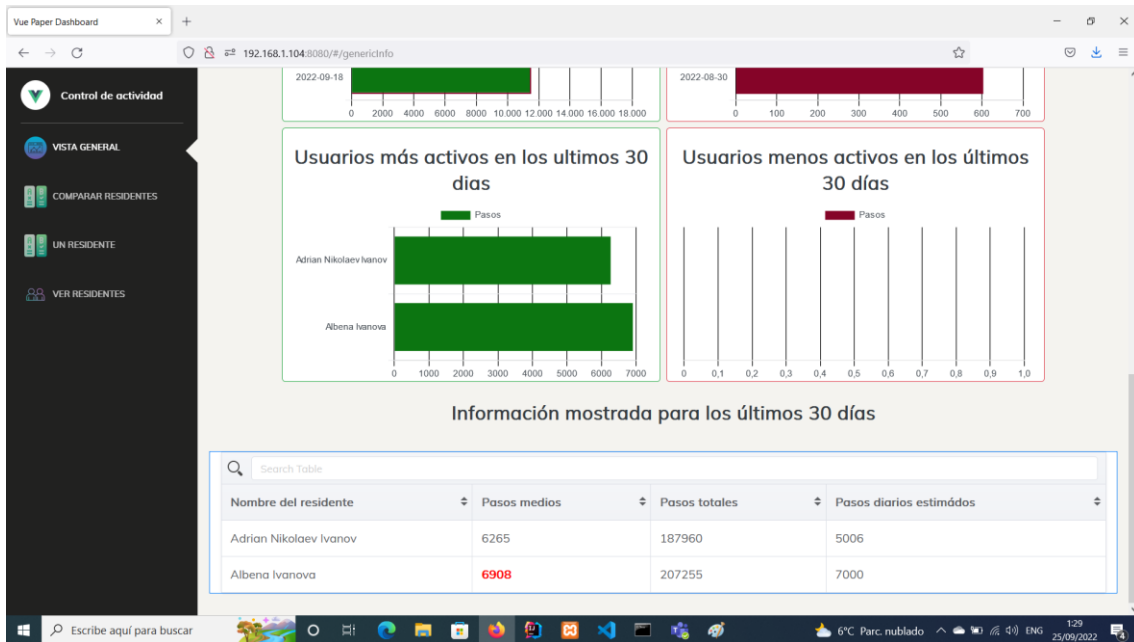 Vue Paper Dashboard
192.168.1.104:8080/#/genericInfo
Control de actividad
VISTA GENERAL
COMPARAR RESIDENTES
UN RESIDENTE
VER RESIDENTES
2022-09-18
0 2000 4000 6000 8000 10.000 12.000 14.000 16.000 18.000
2022-08-30
0 100 200 300 400 500 600 700
Usuarios más activos en los ultimos 30
dias
Pasos
Adrian Nikolaev Ivanov
Albena Ivanova
0 1000 2000 3000 4000 5000 6000 7000
Usuarios menos activos en los últimos
30 días
Pasos
0 0,1 0,2 0,3 0,4 0,5 0,6 0,7 0,8 0,9 1,0
Información mostrada para los últimos 30 días
Search Table
Nombre del residente Pasos medios Pasos totales Pasos diarios estimádos
Adrian Nikolaev Ivanov 6265 187960 5006
Albena Ivanova 6908 207255 7000
Escribe aquí para buscar
6°C Parc. nublado
ENG
1:29
25/09/2022